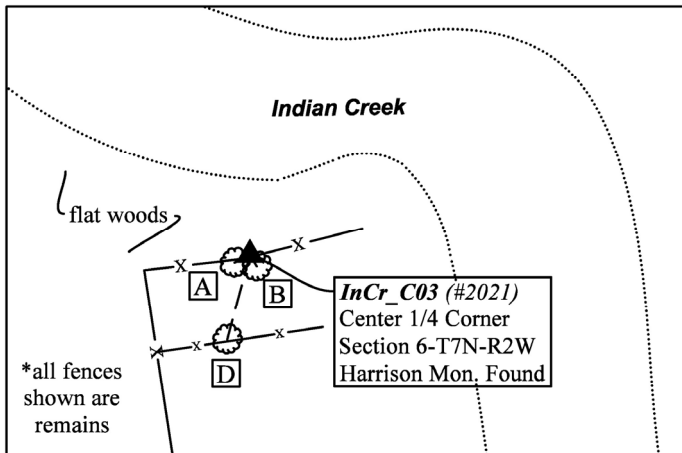 Indian Creek
flat woods
X
X
A
B
InCr_C03 (#2021)
Center 1/4 Corner
Section 6-T7N-R2W
Harrison Mon. Found
X
x
x
D
*all fences
shown are
remains